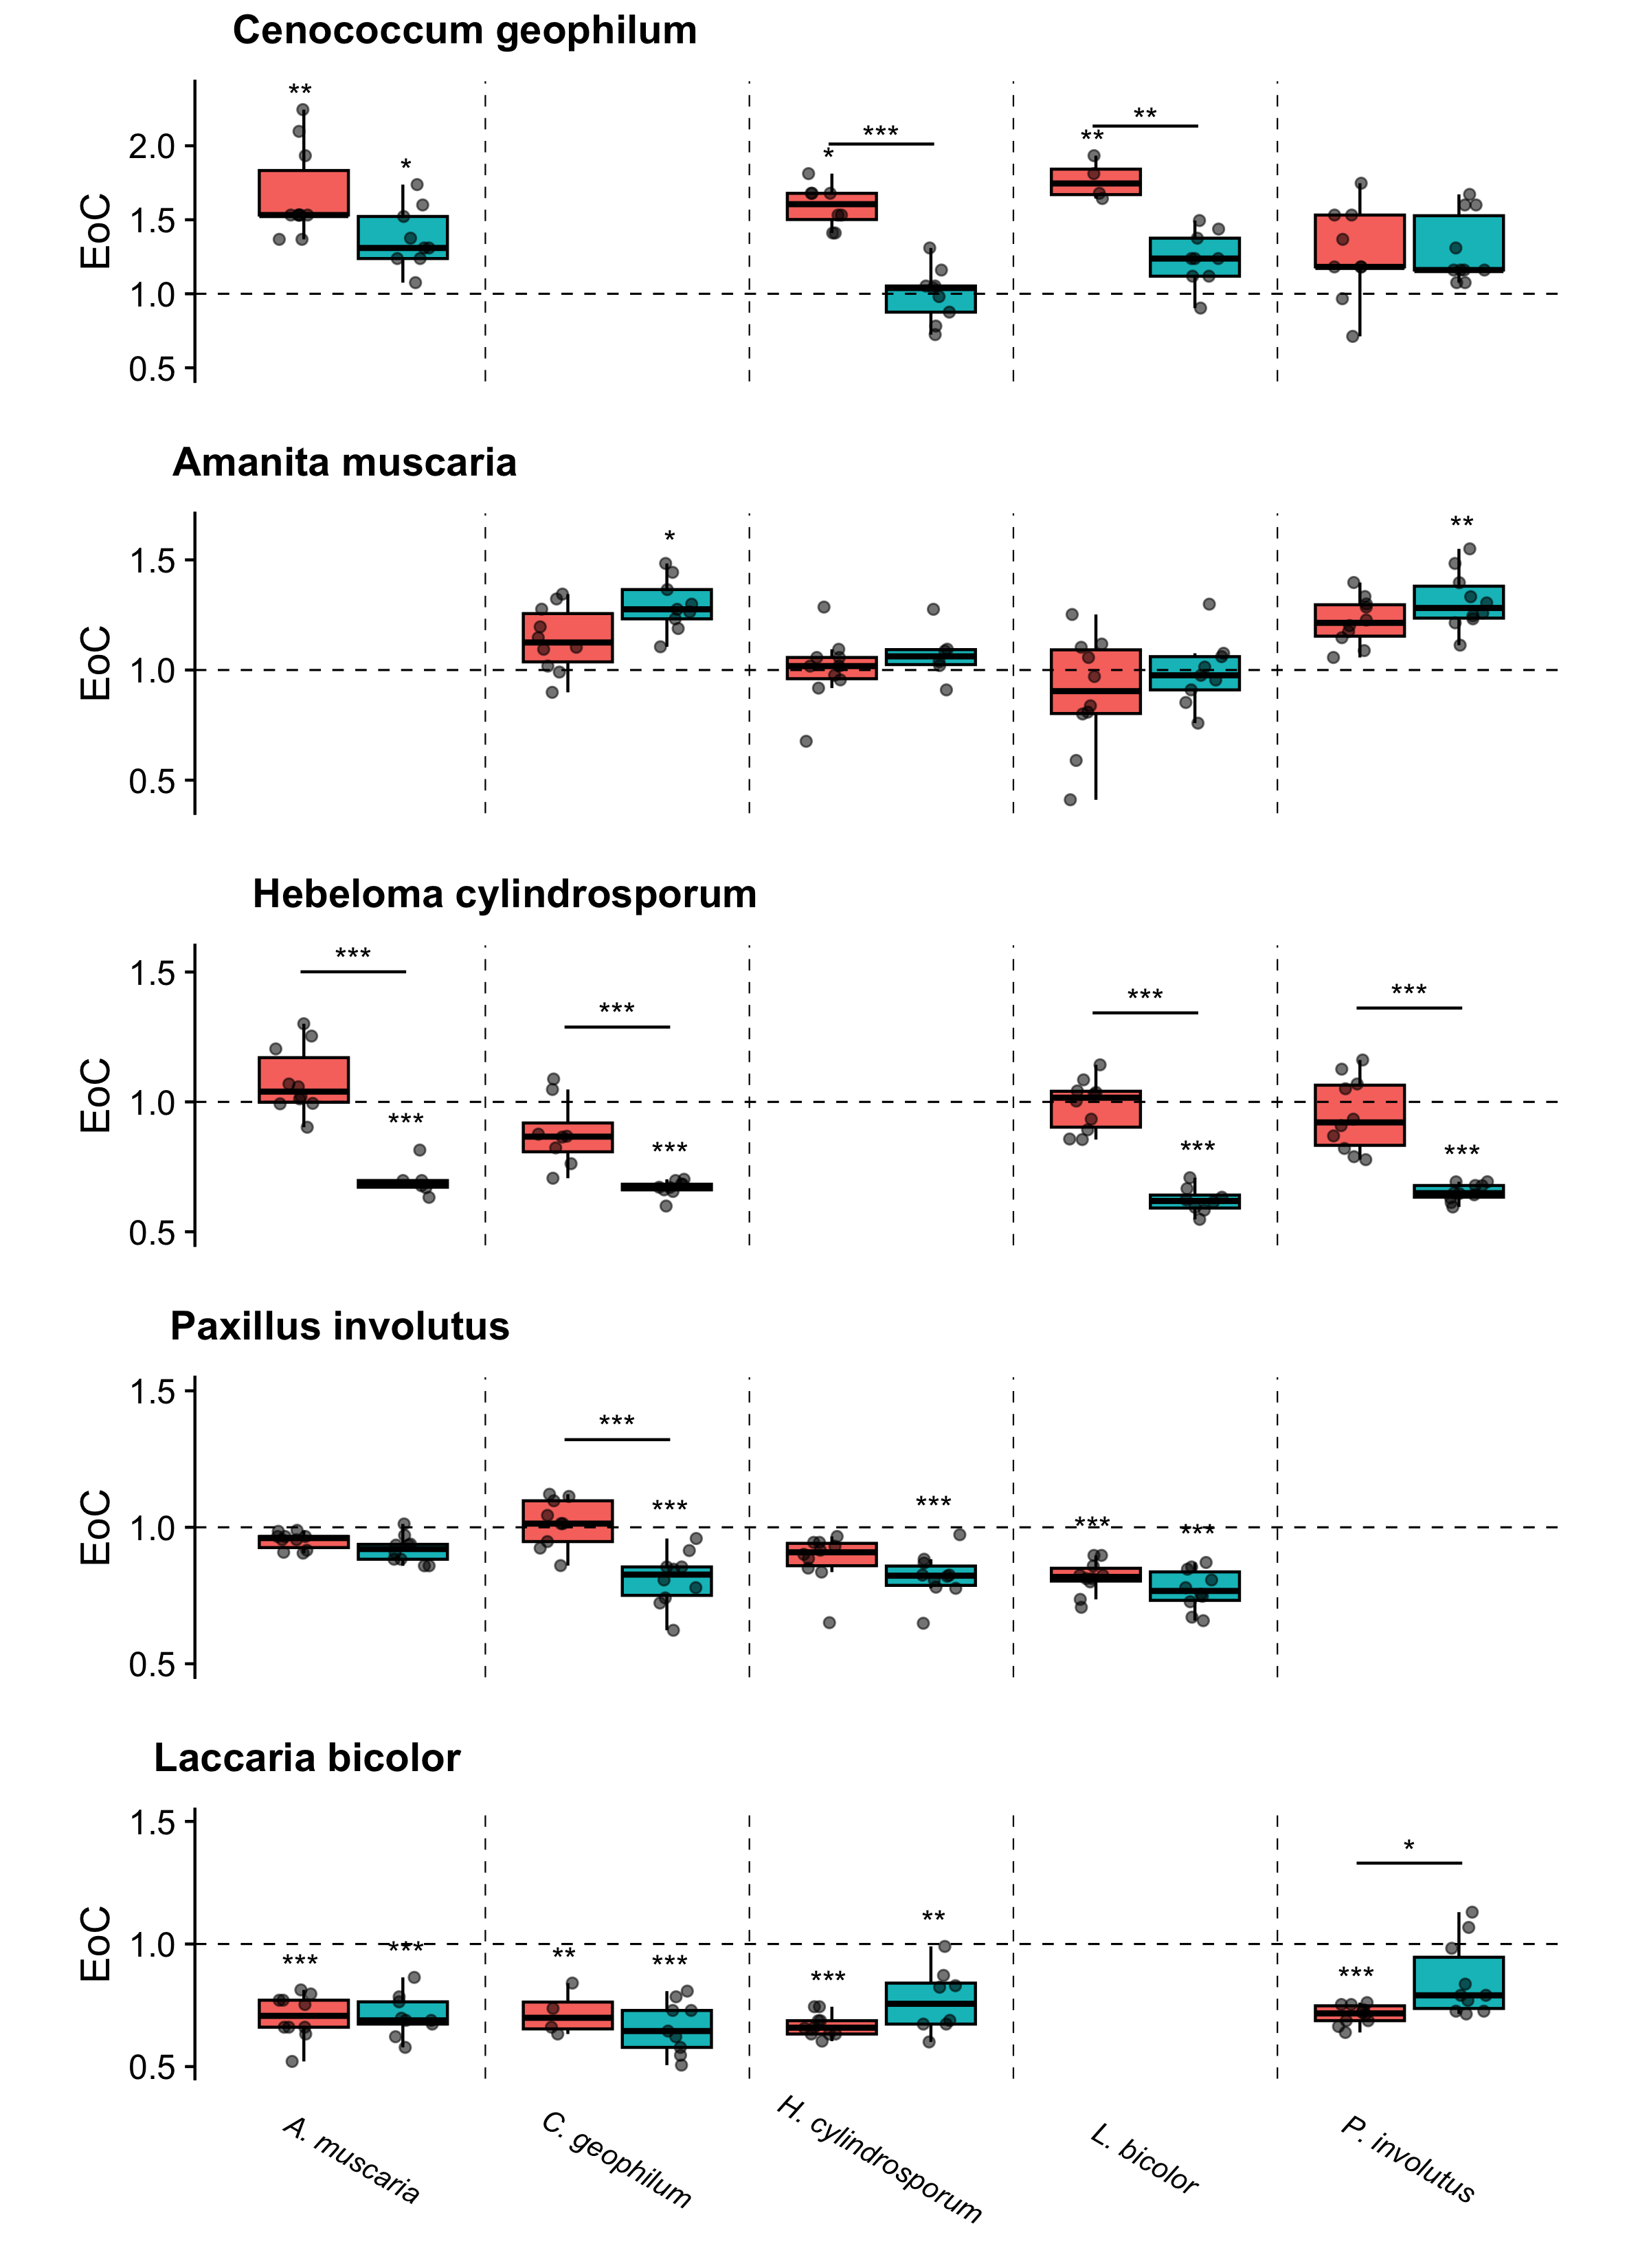 Cenococcum geophilum
** * * *** ** **
2.0
1.5
1.0
0.5
EoC
Amanita muscaria
* **
1.5
1.0
0.5
EoC
Hebeloma cylindrosporum
*** *** *** *** *** *** *** ***
1.5
1.0
0.5
EoC
Paxillus involutus
*** *** *** *** ***
1.5
1.0
0.5
EoC
Laccaria bicolor
*** *** ** *** *** ** *** *
1.5
1.0
0.5
EoC
A. muscaria
C. geophilum
H. cylindrosporum
L. bicolor
P. involutus